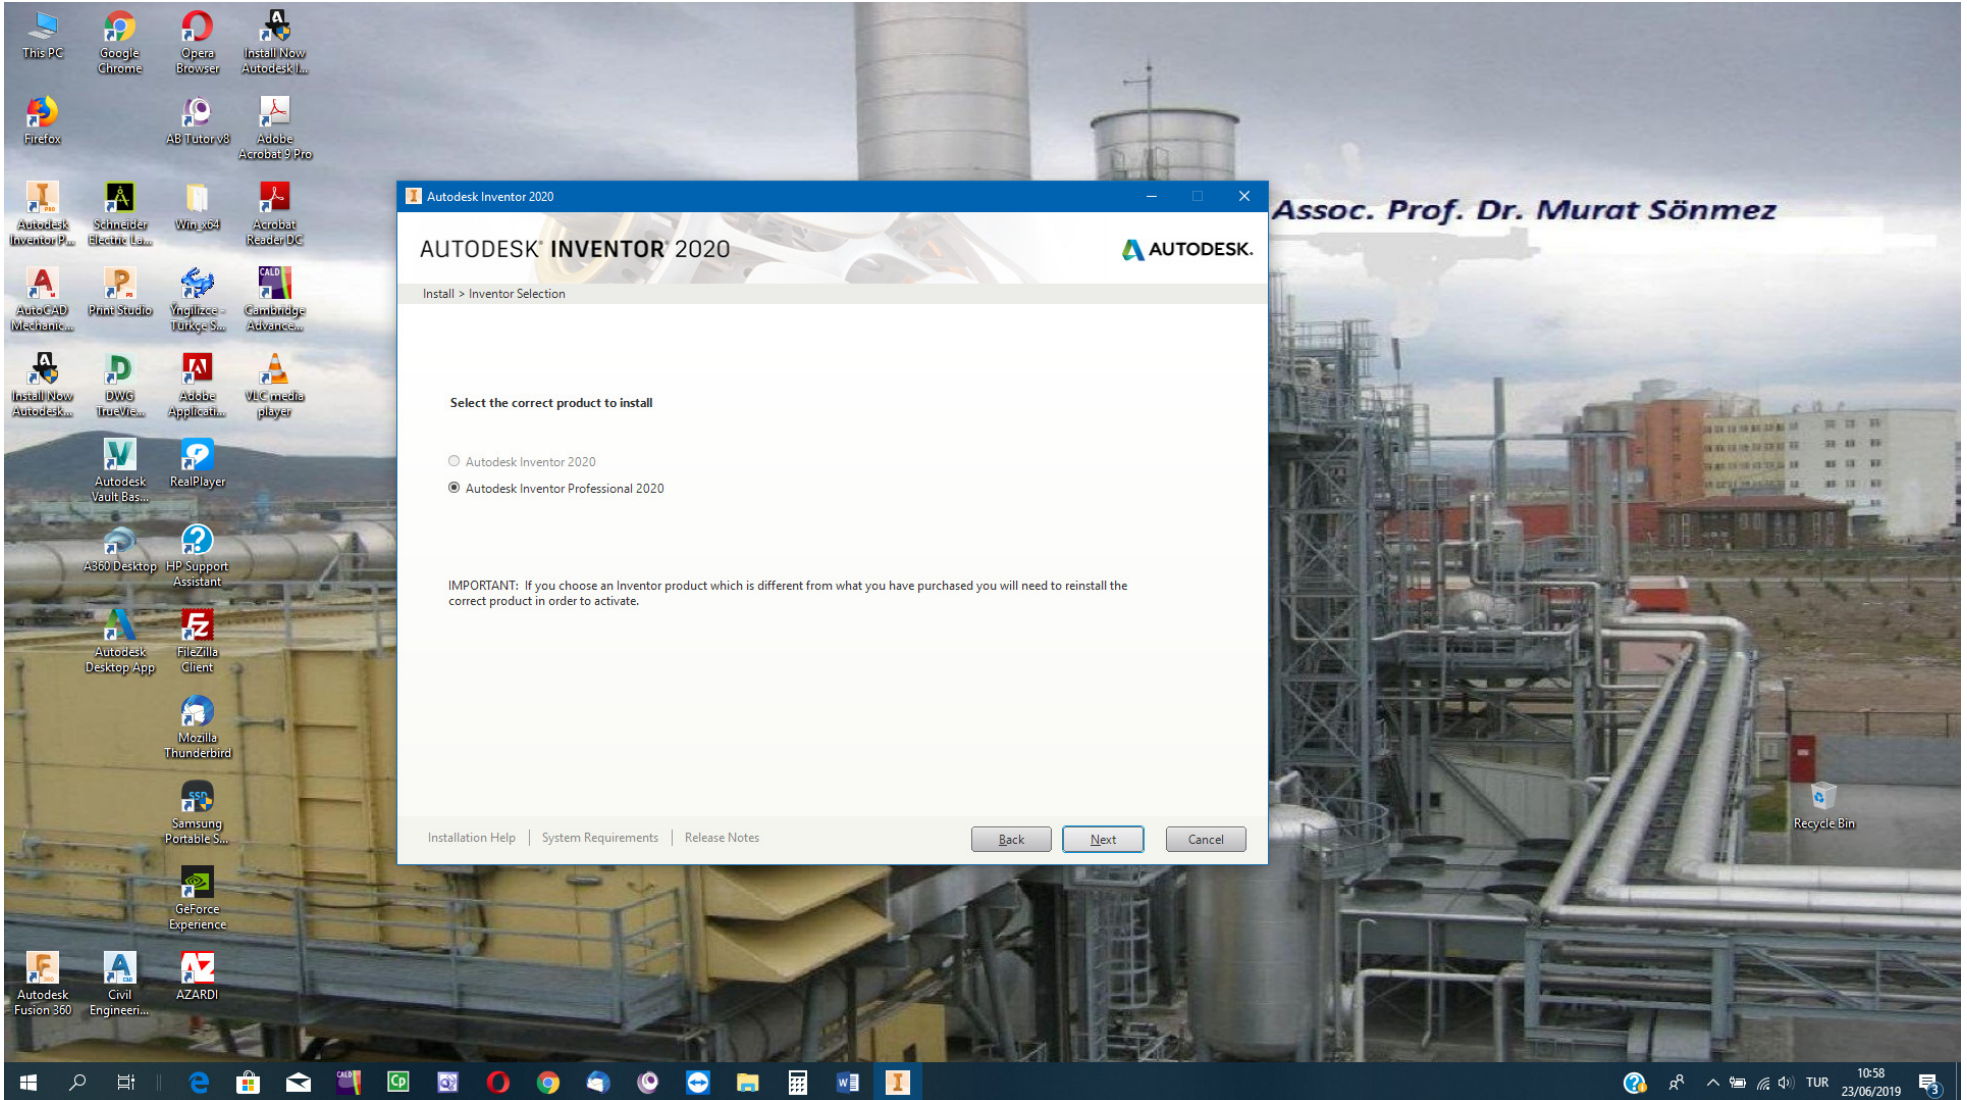 This PC
Google
Chrome
Opera
Browser
Install Now
Autodesk I...
Firefox
AB Tutor v8
Adobe
Acrobat 9 Pro
Autodesk
Inventor P...
Schneider
Electric La...
Win_x64
Acrobat
Reader DC
AutoCAD
Mechanic...
Print Studio
Ýngilizce -
Türkçe S...
CALD
Cambridge
Advance...
Install Now
Autodesk...
DWG
TrueVie...
Adobe
Applicati...
VLC media
player
Autodesk
Vault Bas...
RealPlayer
A360 Desktop
HP Support
Assistant
Autodesk
Desktop App
FileZilla
Client
Mozilla
Thunderbird
SSD
Samsung
Portable S...
GeForce
Experience
Autodesk
Fusion 360
Civil
Engineeri...
AZARDI
Autodesk Inventor 2020
AUTODESK® INVENTOR® 2020
AUTODESK.
Install > Inventor Selection
Select the correct product to install
Autodesk Inventor 2020
Autodesk Inventor Professional 2020
IMPORTANT: If you choose an Inventor product which is different from what you have purchased you will need to reinstall the
correct product in order to activate.
Installation Help | System Requirements | Release Notes
Back
Next
Cancel
Assoc. Prof. Dr. Murat Sönmez
Recycle Bin
TUR
10:58
23/06/2019
3